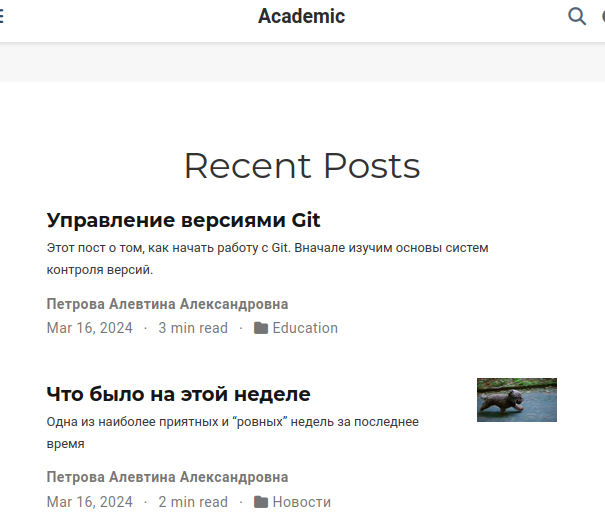 Academic
Recent Posts
Управление версиями Git
Этот пост о том, как начать работу с Git. Вначале изучим основы систем
контроля версий.
Петрова Алевтина Александровна
Mar 16, 2024 · 3 min read · Education
Что было на этой неделе
Одна из наиболее приятных и “ровных” недель за последнее
время
Петрова Алевтина Александровна
Mar 16, 2024 · 2 min read · Новости